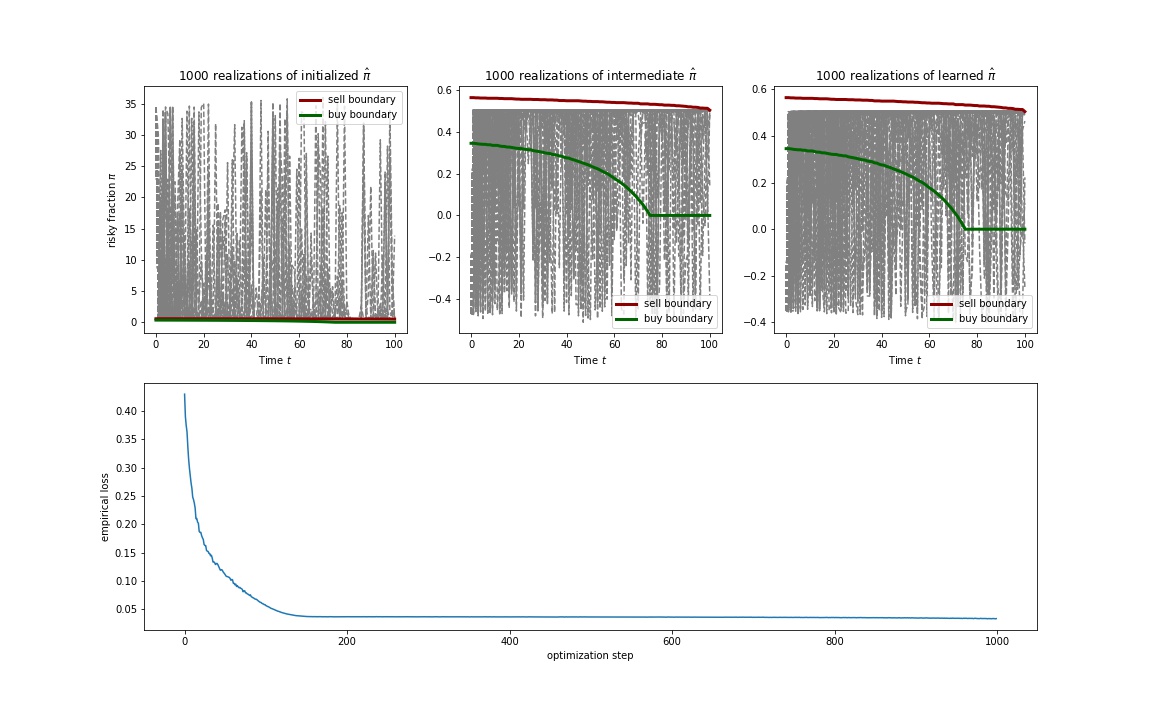 1000 realizations of initialized π̂
risky fraction π
35
30
25
20
15
10
5
0
sell boundary
buy boundary
0 20 40 60 80 100
Time t
1000 realizations of intermediate π̂
0.6
0.4
0.2
0.0
−0.2
−0.4
sell boundary
buy boundary
0 20 40 60 80 100
Time t
1000 realizations of learned π̂
0.6
0.4
0.2
0.0
−0.2
−0.4
sell boundary
buy boundary
0 20 40 60 80 100
Time t
empirical loss
0.40
0.35
0.30
0.25
0.20
0.15
0.10
0.05
0 200 400 600 800 1000
optimization step